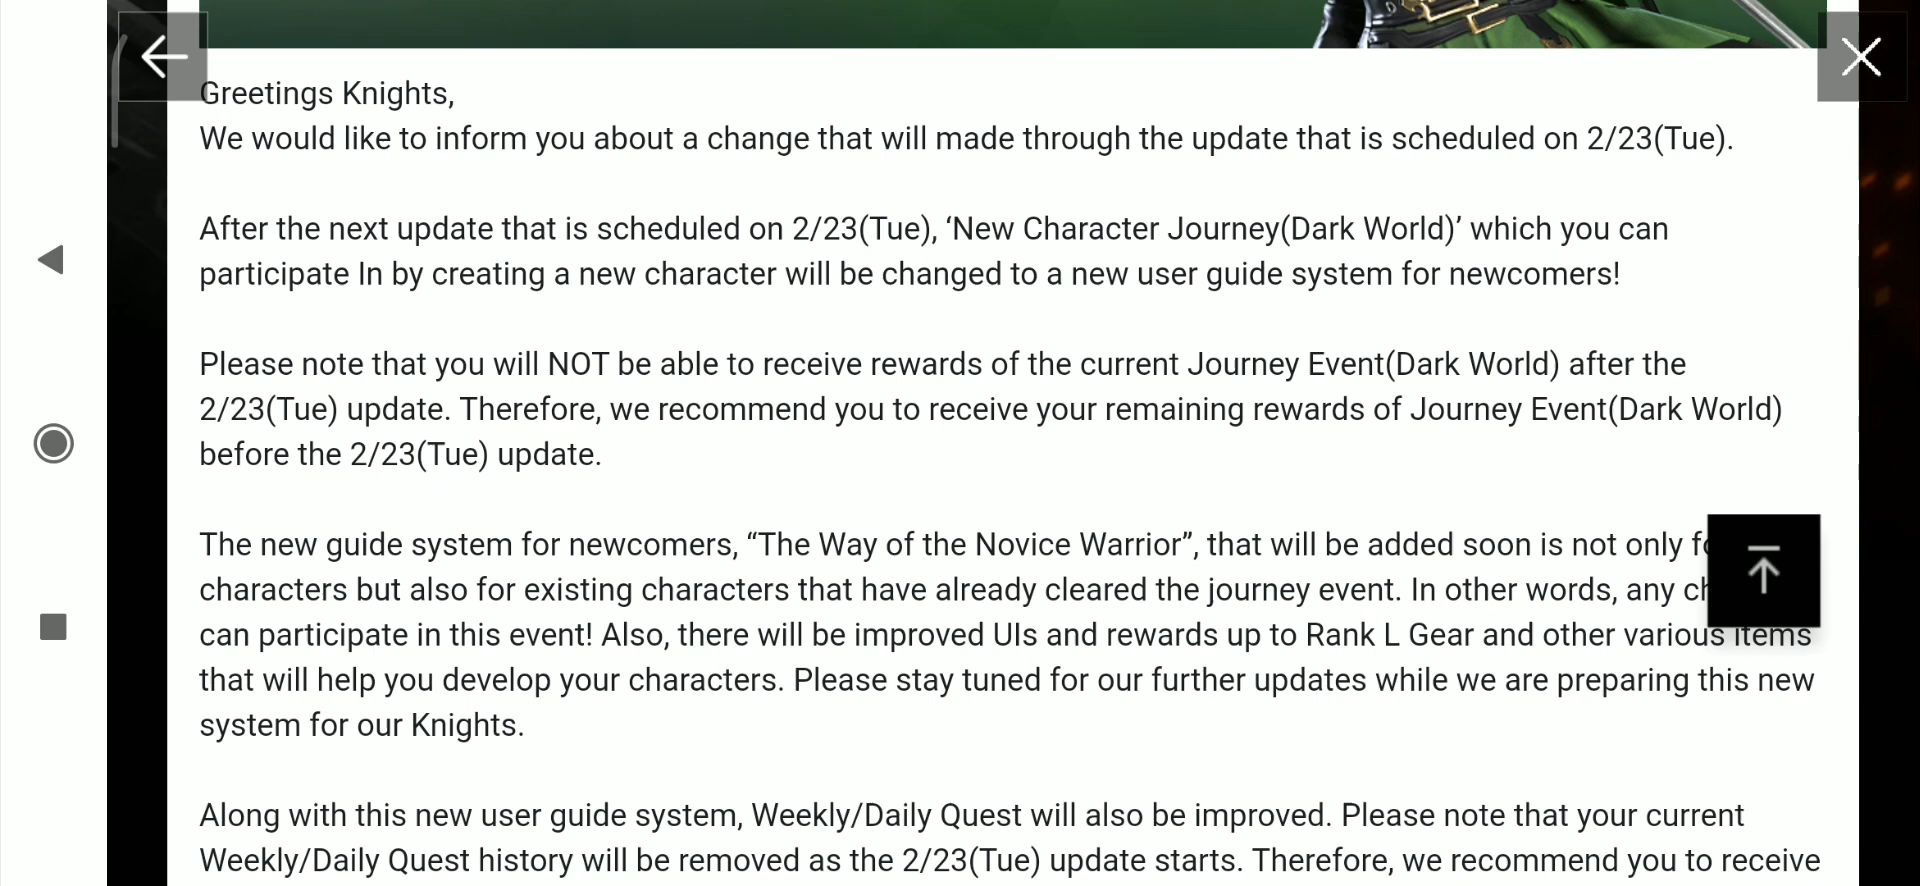 Greetings Knights,
We would like to inform you about a change that will made through the update that is scheduled on 2/23(Tue).
After the next update that is scheduled on 2/23(Tue), ‘New Character Journey(Dark World)’ which you can
participate In by creating a new character will be changed to a new user guide system for newcomers!
Please note that you will NOT be able to receive rewards of the current Journey Event(Dark World) after the
2/23(Tue) update. Therefore, we recommend you to receive your remaining rewards of Journey Event(Dark World)
before the 2/23(Tue) update.
The new guide system for newcomers, “The Way of the Novice Warrior”, that will be added soon is not only
characters but also for existing characters that have already cleared the journey event. In other words, any
can participate in this event! Also, there will be improved UIs and rewards up to Rank L Gear and other various items
that will help you develop your characters. Please stay tuned for our further updates while we are preparing this new
system for our Knights.
Along with this new user guide system, Weekly/Daily Quest will also be improved. Please note that your current
Weekly/Daily Quest history will be removed as the 2/23(Tue) update starts. Therefore, we recommend you to receive